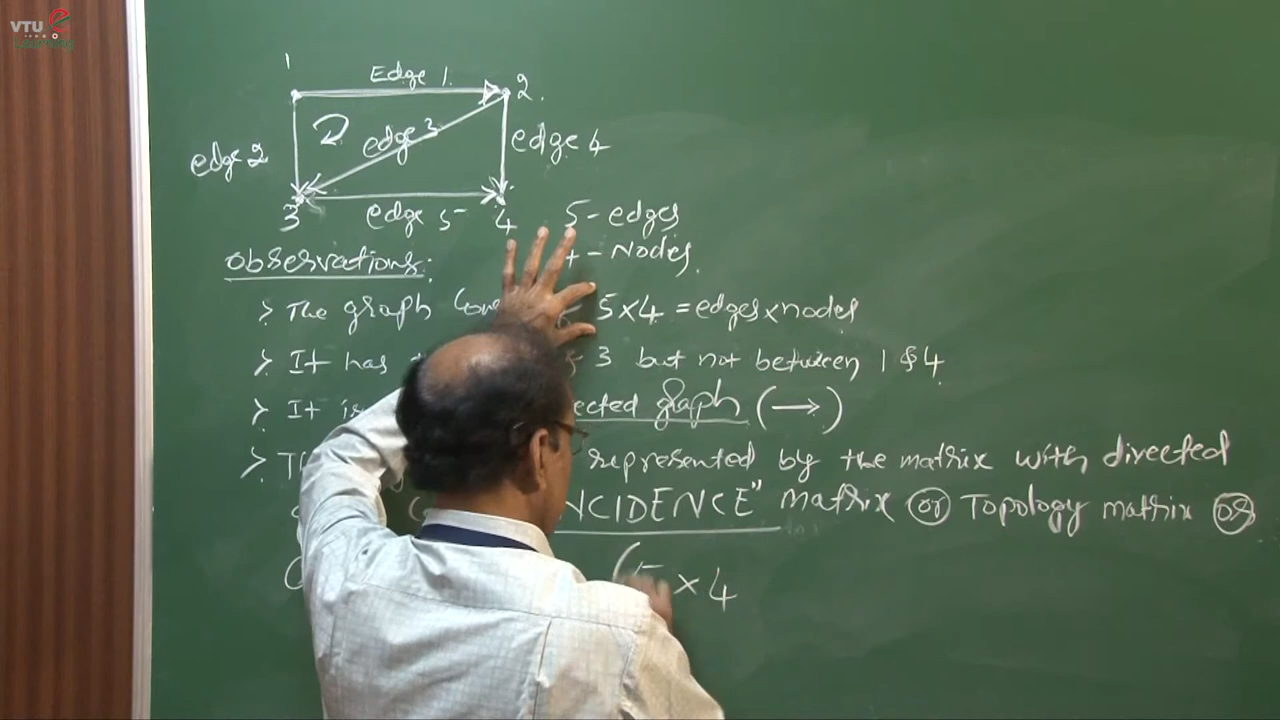 VTU e
Learning
1
Edge 1
2.
edge 2
edge 3
edge 4
3
edge 5
4
5 - edges
- Nodes.
observations:
> The graph 5x4 = edges x nodes
> It has 3 but not between 1 & 4
> It is ected graph (→)
> represented by the matrix with directed
NCIDENCE" Matrix (or) Topology matrix (or)
(5 x 4